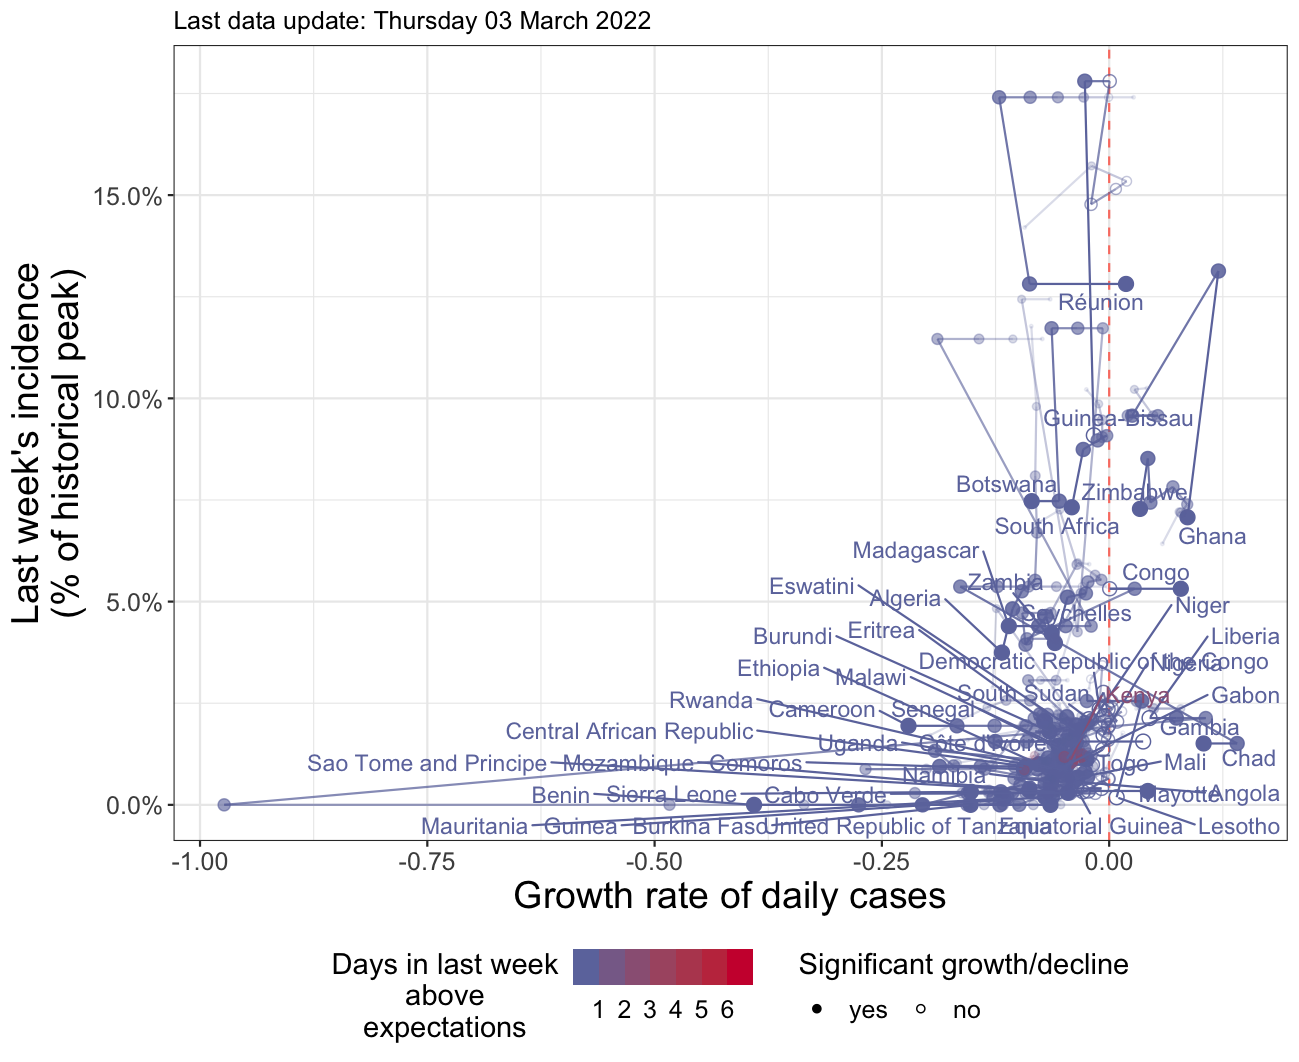 Last data update: Thursday 03 March 2022
Last week's incidence
(% of historical peak)
15.0%
10.0%
5.0%
0.0%
Réunion
Guinea-Bissau
Botswana
Zimbabwe
South Africa
Ghana
Madagascar
Congo
Zambia
Eswatini
Algeria
Niger
Seychelles
Burundi
Eritrea
Liberia
Democratic Republic of the Congo
Nigeria
Ethiopia
Malawi
South Sudan
Kenya
Gabon
Rwanda
Cameroon
Senegal
Gambia
Central African Republic
Uganda
Côte d'Ivoire
Chad
Sao Tome and Principe
Mozambique
Comoros
Togo
Mali
Namibia
Benin
Sierra Leone
Cabo Verde
Mayotte
Angola
Mauritania
Guinea
Burkina Faso
United Republic of Tanzania
Equatorial Guinea
Lesotho
-1.00
-0.75
-0.50
-0.25
0.00
Growth rate of daily cases
Days in last week
above
expectations
1 2 3 4 5 6
Significant growth/decline
yes
no